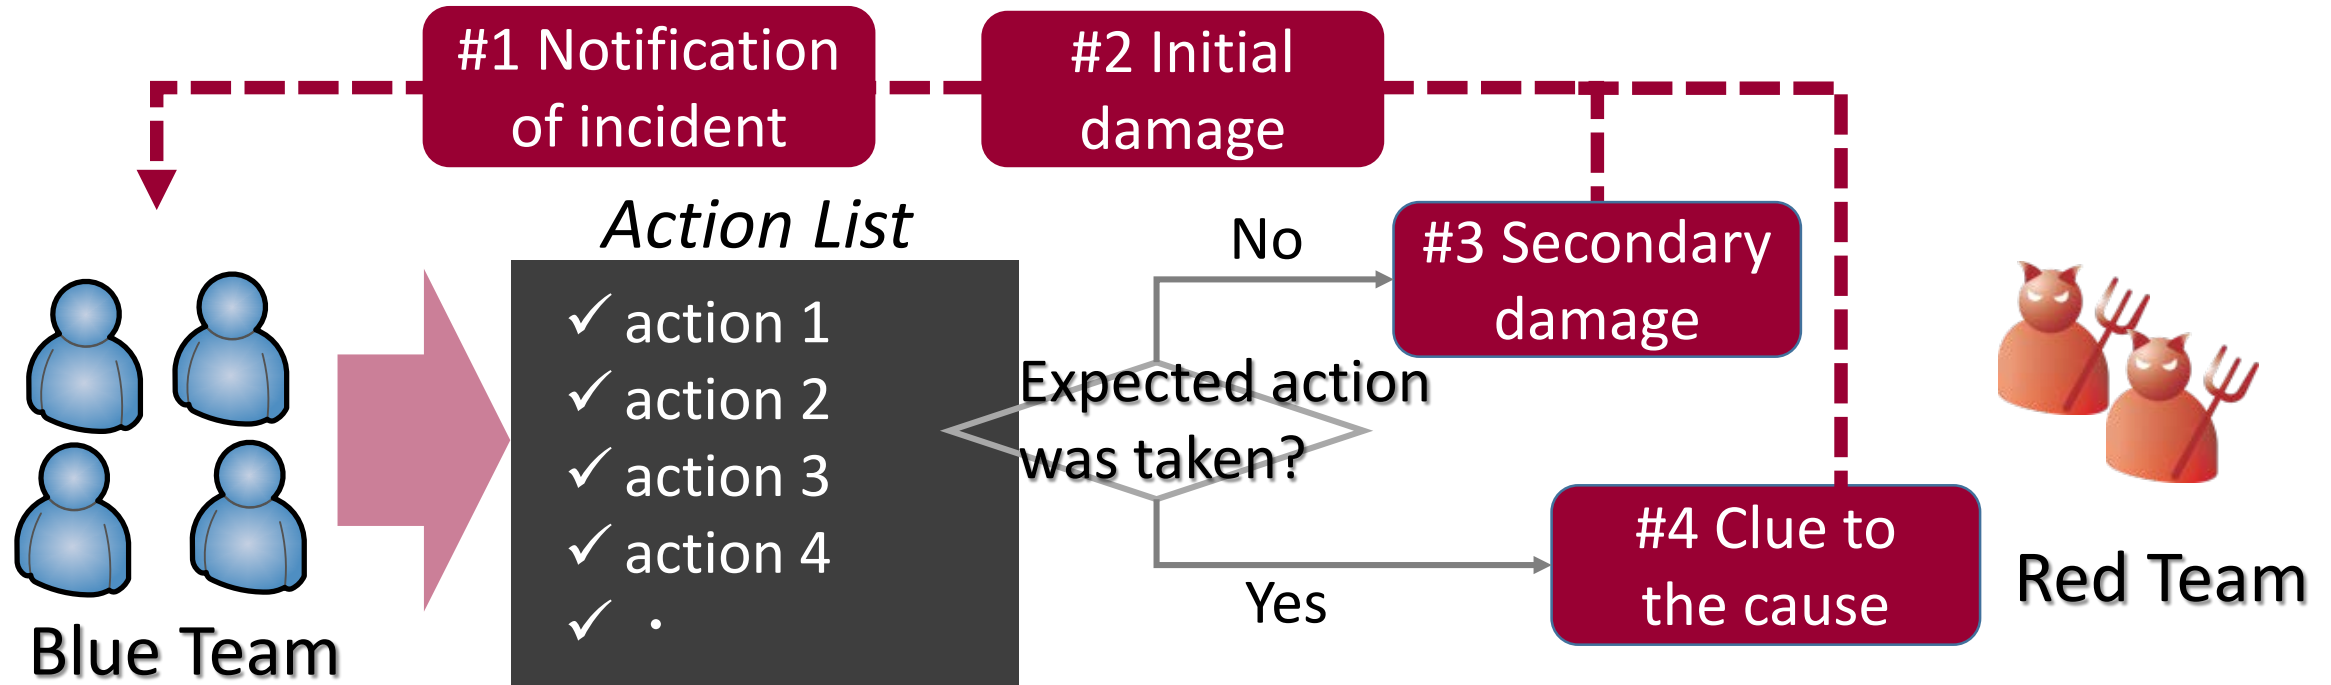 #1 Notification
of incident
#2 Initial
damage
Action List
✓ action 1
✓ action 2
✓ action 3
✓ action 4
✓ ・
Expected action
was taken?
No
#3 Secondary
damage
Yes
#4 Clue to
the cause
Blue Team
Red Team